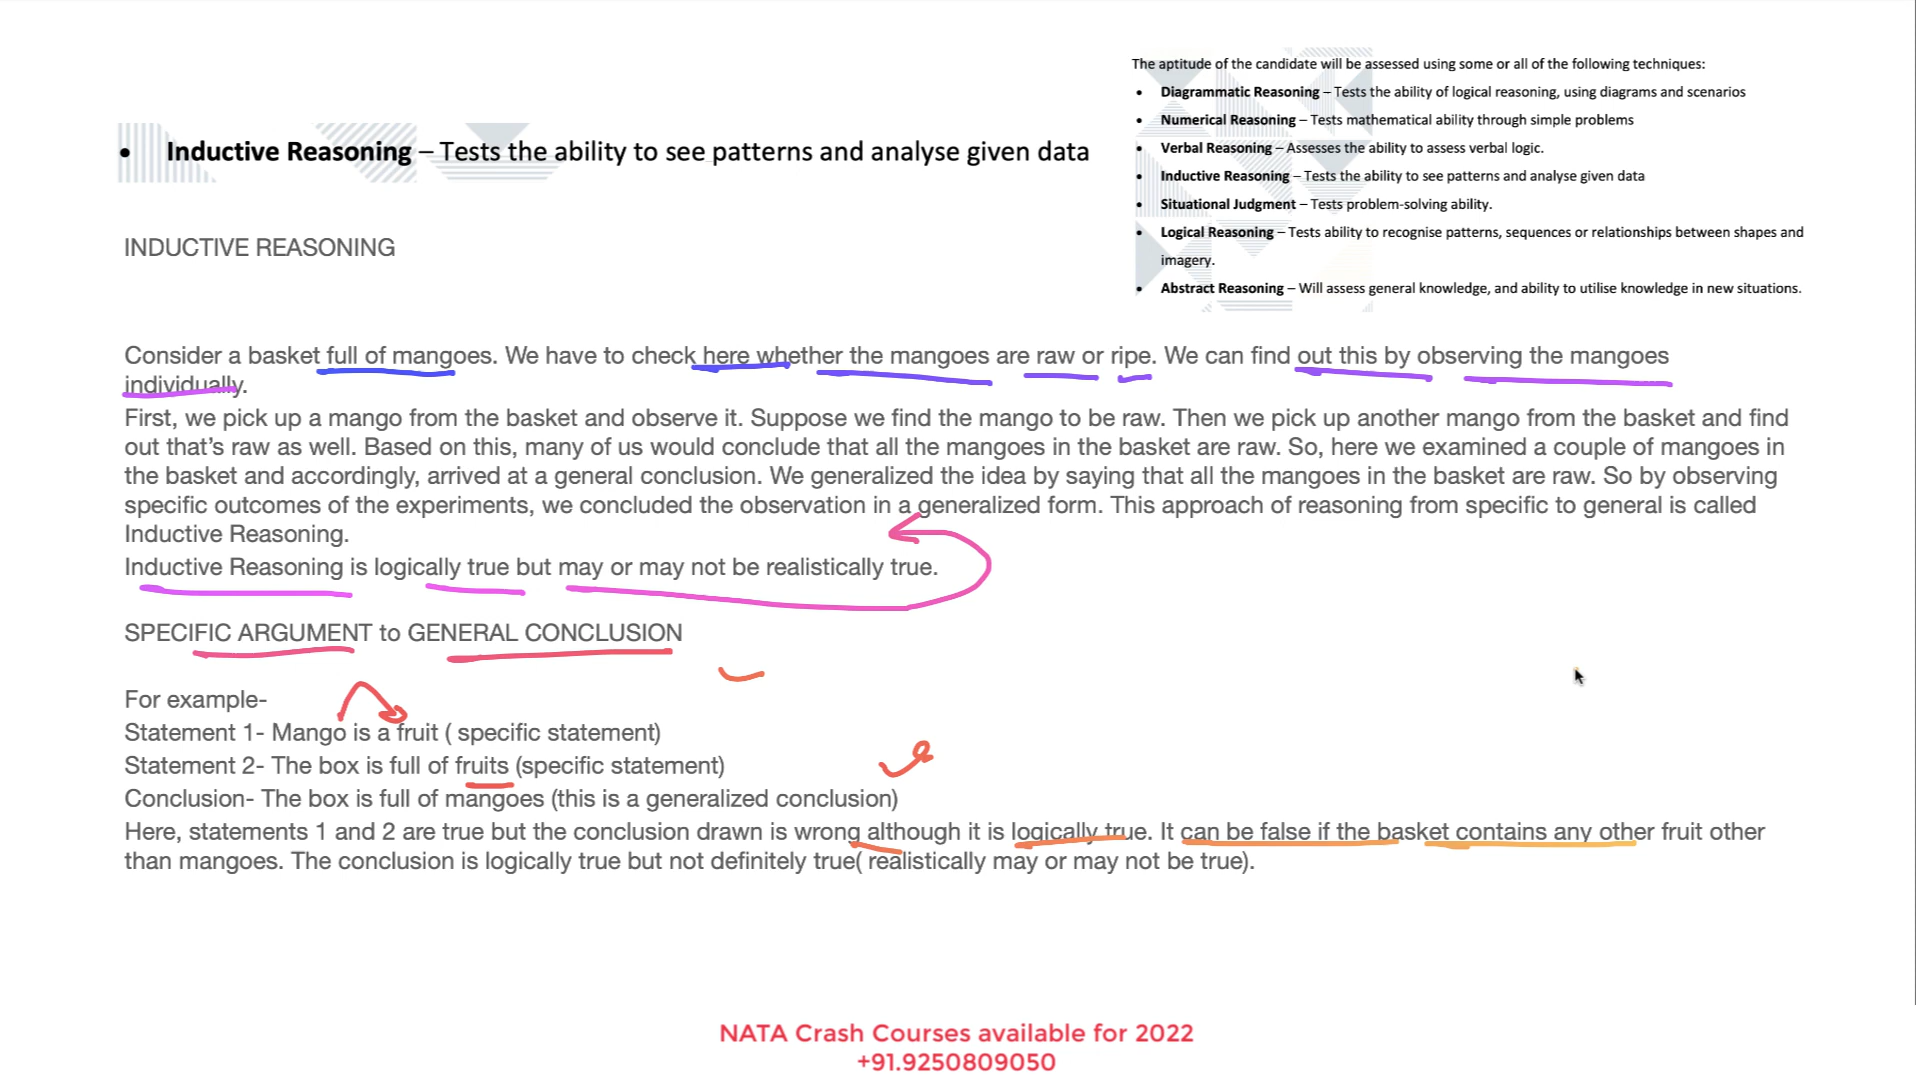 The aptitude of the candidate will be assessed using some or all of the following techniques:
• Diagrammatic Reasoning – Tests the ability of logical reasoning, using diagrams and scenarios
• Numerical Reasoning – Tests mathematical ability through simple problems
• Verbal Reasoning – Assesses the ability to assess verbal logic.
• Inductive Reasoning – Tests the ability to see patterns and analyse given data
• Situational Judgment – Tests problem-solving ability.
• Logical Reasoning – Tests ability to recognise patterns, sequences or relationships between shapes and
imagery.
• Abstract Reasoning – Will assess general knowledge, and ability to utilise knowledge in new situations.
• Inductive Reasoning – Tests the ability to see patterns and analyse given data
INDUCTIVE REASONING
Consider a basket full of mangoes. We have to check here whether the mangoes are raw or ripe. We can find out this by observing the mangoes
individually.
First, we pick up a mango from the basket and observe it. Suppose we find the mango to be raw. Then we pick up another mango from the basket and find
out that’s raw as well. Based on this, many of us would conclude that all the mangoes in the basket are raw. So, here we examined a couple of mangoes in
the basket and accordingly, arrived at a general conclusion. We generalized the idea by saying that all the mangoes in the basket are raw. So by observing
specific outcomes of the experiments, we concluded the observation in a generalized form. This approach of reasoning from specific to general is called
Inductive Reasoning.
Inductive Reasoning is logically true but may or may not be realistically true.
SPECIFIC ARGUMENT to GENERAL CONCLUSION
For example-
Statement 1- Mango is a fruit ( specific statement)
Statement 2- The box is full of fruits (specific statement)
Conclusion- The box is full of mangoes (this is a generalized conclusion)
Here, statements 1 and 2 are true but the conclusion drawn is wrong although it is logically true. It can be false if the basket contains any other fruit other
than mangoes. The conclusion is logically true but not definitely true( realistically may or may not be true).
NATA Crash Courses available for 2022
+91.9250809050